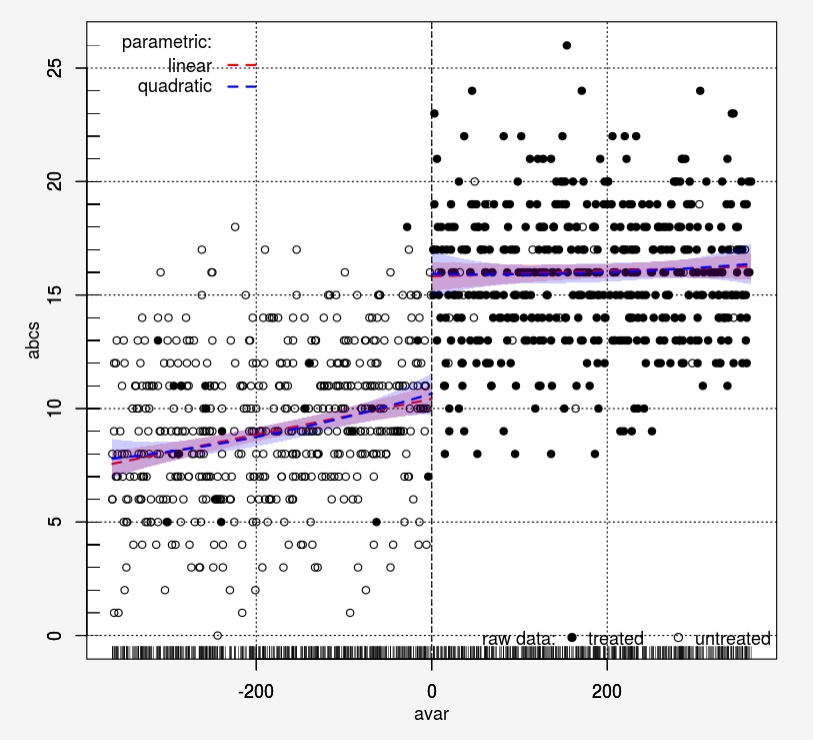 parametric:
linear
quadratic
25
20
15
10
5
0
abcs
raw data: treated untreated
-200 0 200
avar